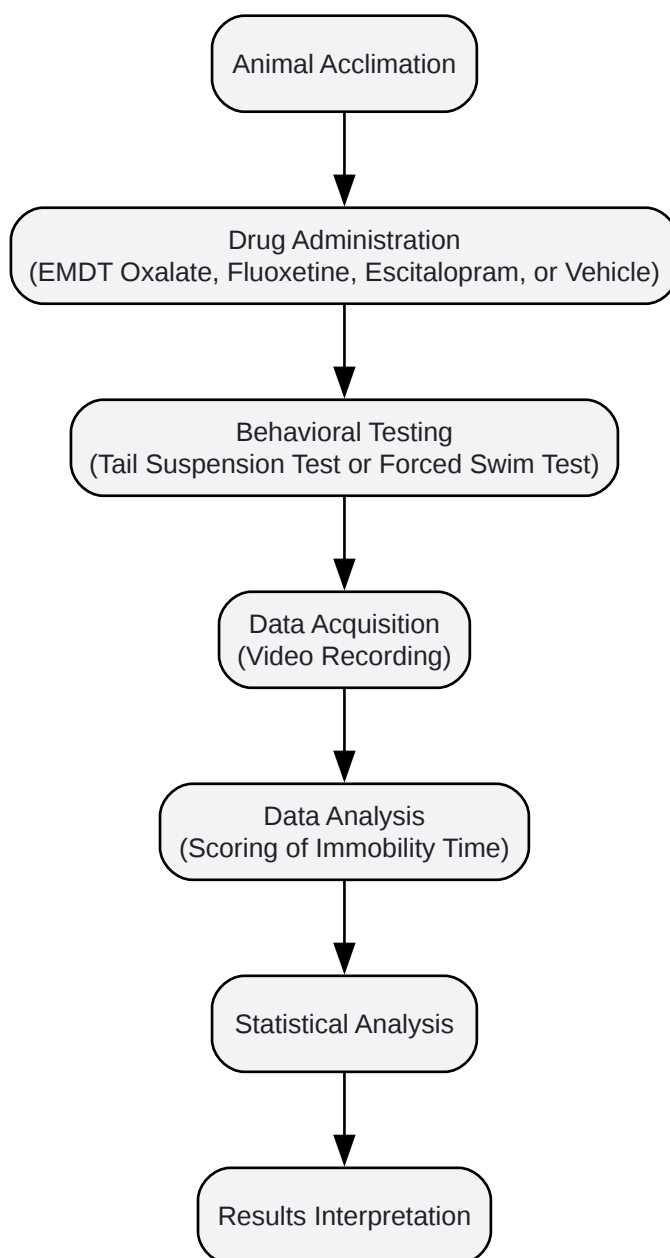 Animal Acclimation
Drug Administration
(EMDT Oxalate, Fluoxetine, Escitalopram, or Vehicle)
Behavioral Testing
(Tail Suspension Test or Forced Swim Test)
Data Acquisition
(Video Recording)
Data Analysis
(Scoring of Immobility Time)
Statistical Analysis
Results Interpretation